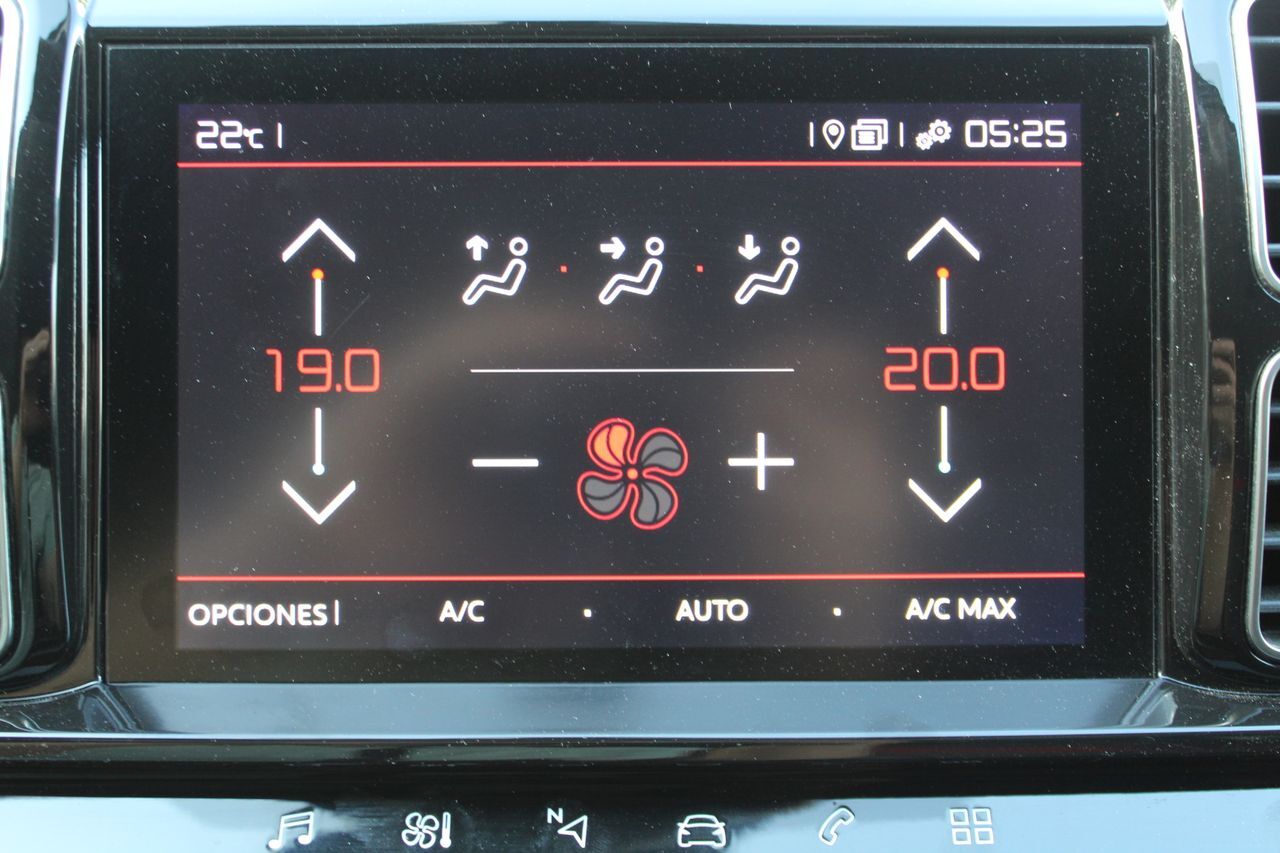 22°C
05:25
19.0
20.0
OPCIONES
A/C
AUTO
A/C MAX
N